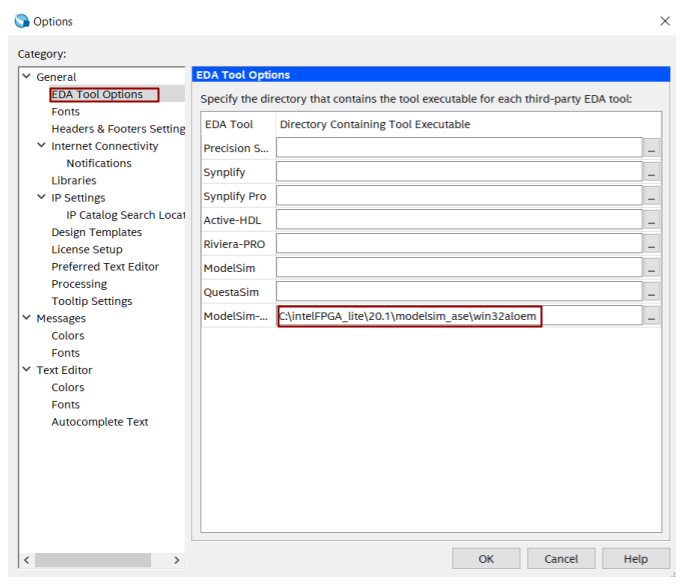 Options
Category:
General
EDA Tool Options
Fonts
Headers & Footers Setting
Internet Connectivity
Notifications
Libraries
IP Settings
IP Catalog Search Locat
Design Templates
License Setup
Preferred Text Editor
Processing
Tooltip Settings
Messages
Colors
Fonts
Text Editor
Colors
Fonts
Autocomplete Text
EDA Tool Options
Specify the directory that contains the tool executable for each third-party EDA tool:
EDA Tool Directory Containing Tool Executable
Precision S... ...
Synplify ...
Synplify Pro ...
Active-HDL ...
Riviera-PRO ...
ModelSim ...
QuestaSim ...
ModelSim-... C:\intelFPGA_lite\20.1\modelsim_ase\win32aloem ...
OK Cancel Help